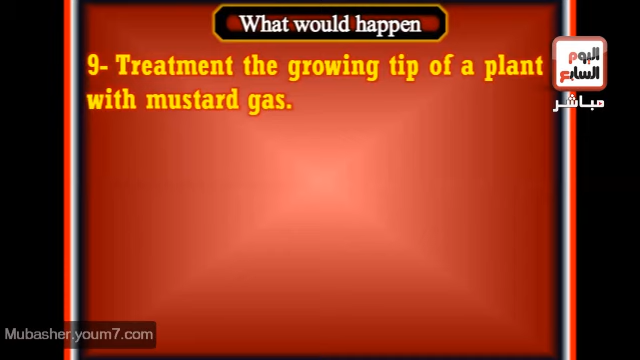 What would happen
9- Treatment the growing tip of a plant
with mustard gas.
اليوم
السابع
مباشر
Mubasher.youm7.com